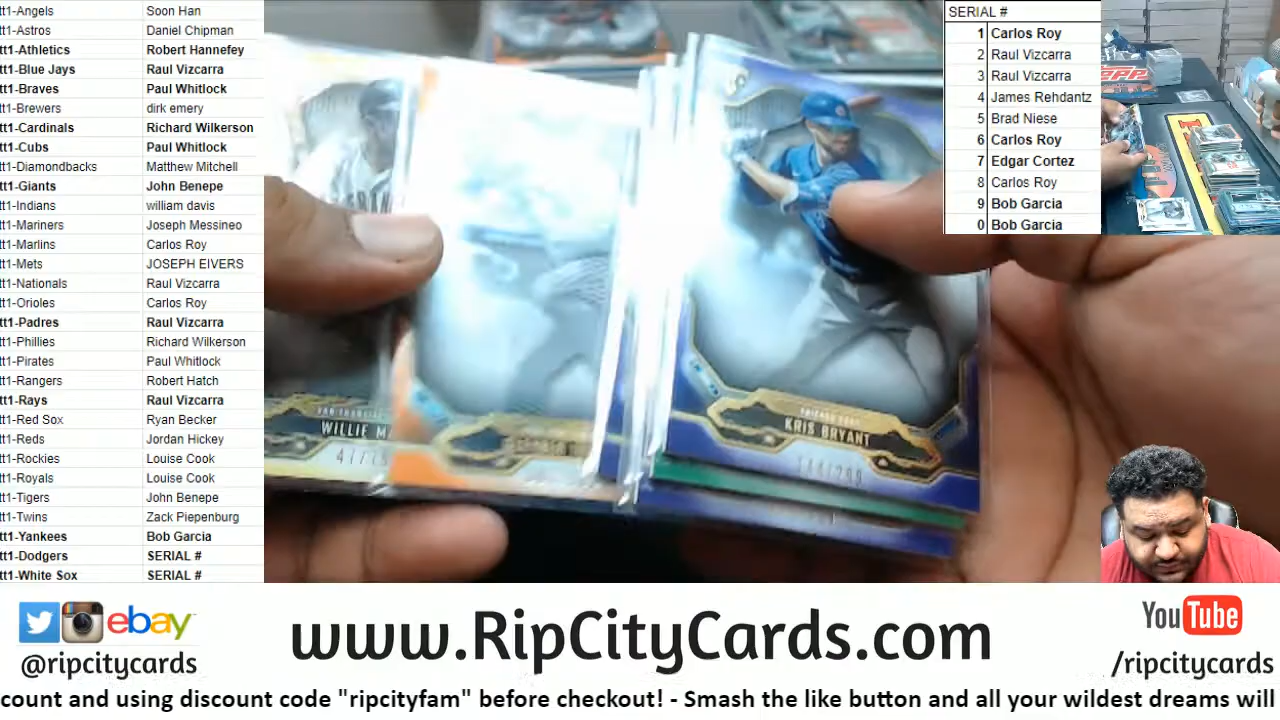 tt1-Angels Soon Han
tt1-Astros Daniel Chipman
tt1-Athletics Robert Hannefey
tt1-Blue Jays Raul Vizcarra
tt1-Braves Paul Whitlock
tt1-Brewers dirk emery
tt1-Cardinals Richard Wilkerson
tt1-Cubs Paul Whitlock
tt1-Diamondbacks Matthew Mitchell
tt1-Giants John Benepe
tt1-Indians william davis
tt1-Mariners Joseph Messineo
tt1-Marlins Carlos Roy
tt1-Mets JOSEPH EIVERS
tt1-Nationals Raul Vizcarra
tt1-Orioles Carlos Roy
tt1-Padres Raul Vizcarra
tt1-Phillies Richard Wilkerson
tt1-Pirates Paul Whitlock
tt1-Rangers Robert Hatch
tt1-Rays Raul Vizcarra
tt1-Red Sox Ryan Becker
tt1-Reds Jordan Hickey
tt1-Rockies Louise Cook
tt1-Royals Louise Cook
tt1-Tigers John Benepe
tt1-Twins Zack Piepenburg
tt1-Yankees Bob Garcia
tt1-Dodgers SERIAL #
tt1-White Sox SERIAL #
WILLIE M
47/75
CHICAGO CUBS
KRIS BRYANT
SERIAL #
1 Carlos Roy
2 Raul Vizcarra
3 Raul Vizcarra
4 James Rehdantz
5 Brad Niese
6 Carlos Roy
7 Edgar Cortez
8 Carlos Roy
9 Bob Garcia
0 Bob Garcia
ebay
@ripcitycards
www.RipCityCards.com
YouTube
/ripcitycards
count and using discount code "ripcityfam" before checkout! - Smash the like button and all your wildest dreams will